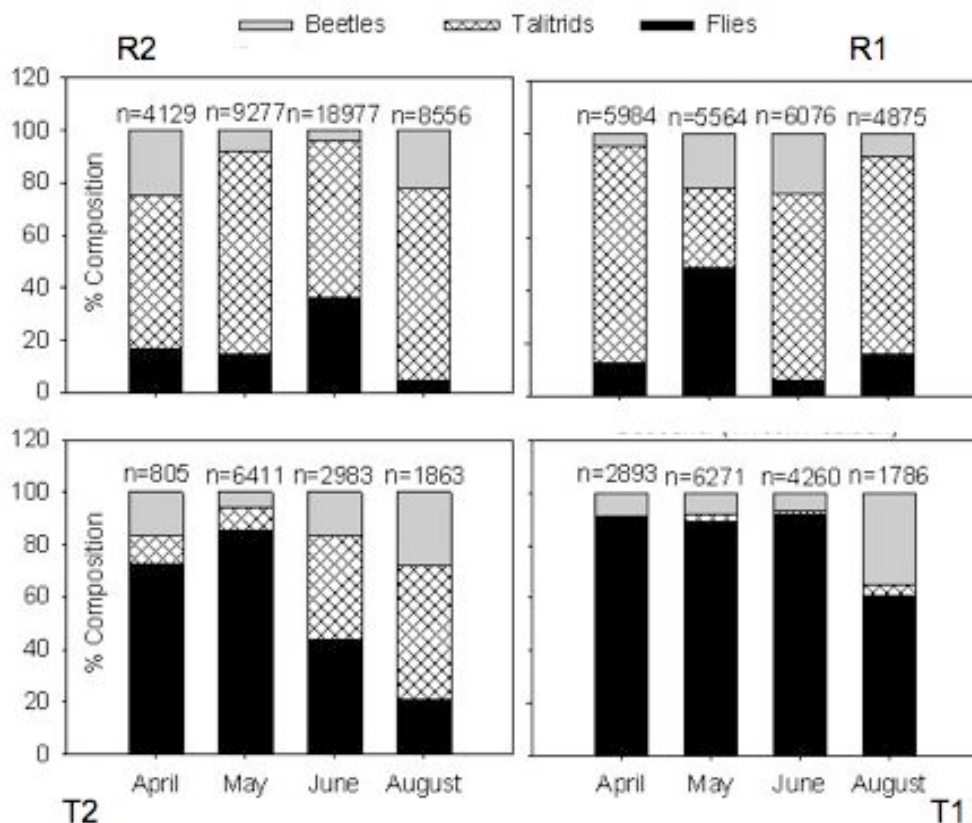 Beetles Talitrids Flies
R2 R1
120
n=4129 n=9277 n=18977 n=8556 n=5984 n=5564 n=6076 n=4875
100
80
60
40
20
0
% Composition
120
n=805 n=6411 n=2983 n=1863 n=2893 n=6271 n=4260 n=1786
100
80
60
40
20
0
% Composition
April May June August April May June August
T2 T1